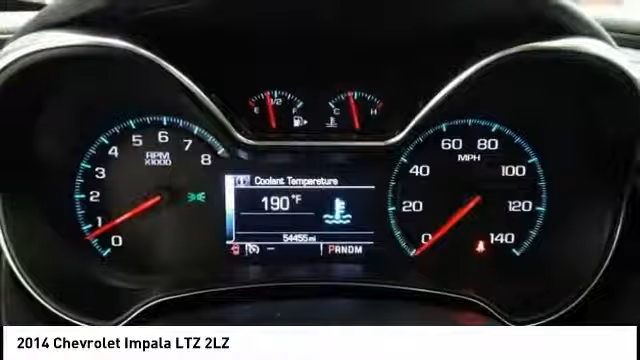 E 1/2 F
C H
0 1 2 3 4 5 6 7 8
RPM
X1000
0 20 40 60 80 100 120 140
MPH
Coolant Temperature
190 °F
54455 mi
PRNDM
2014 Chevrolet Impala LTZ 2LZ